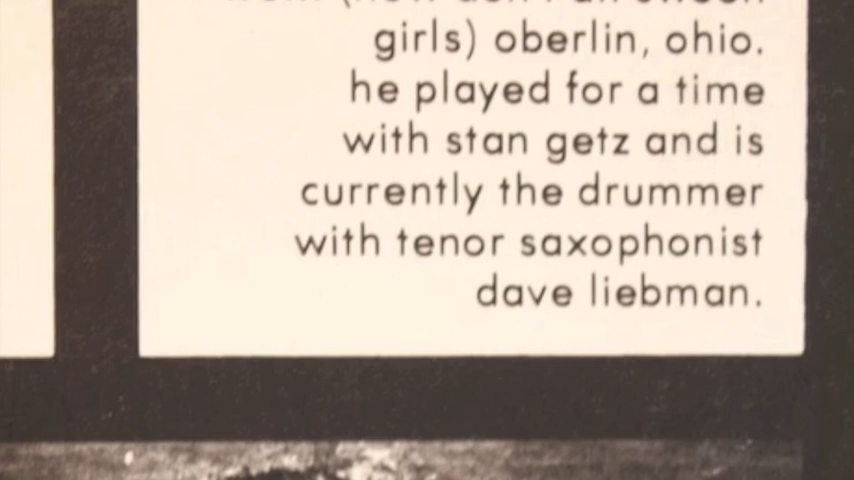 girls) oberlin, ohio.
he played for a time
with stan getz and is
currently the drummer
with tenor saxophonist
dave liebman.